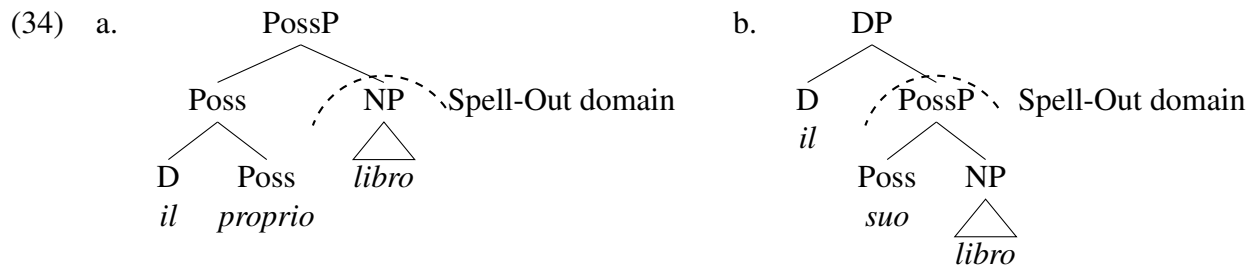 (34) a. PossP b. DP
Poss NP Spell-Out domain D PossP Spell-Out domain
il
D Poss libro Poss NP
il proprio suo
libro